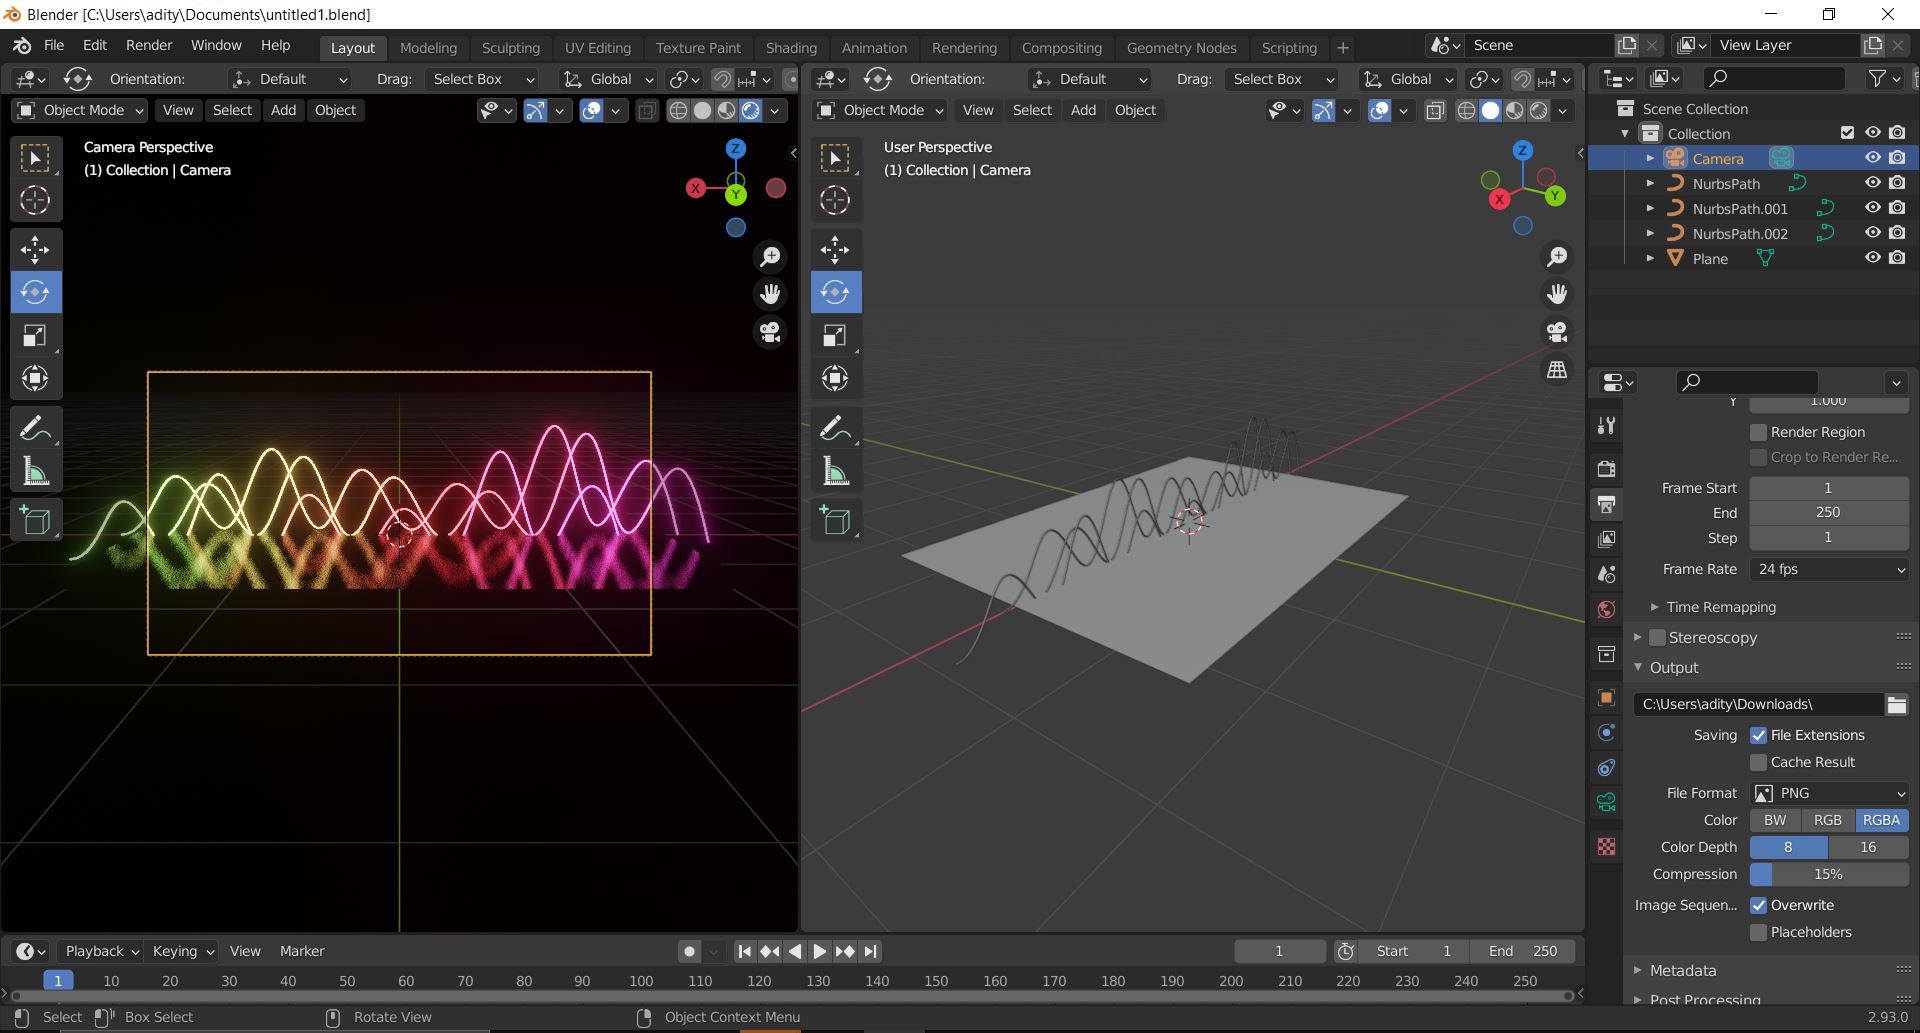 Blender [C:\Users\adity\Documents\untitled1.blend]
File Edit Render Window Help Layout Modeling Sculpting UV Editing Texture Paint Shading Animation Rendering Compositing Geometry Nodes Scripting + Scene View Layer
Orientation: Default Drag: Select Box Global
Object Mode View Select Add Object
Camera Perspective
(1) Collection | Camera
Z
X
Y
Orientation: Default Drag: Select Box Global
Object Mode View Select Add Object
User Perspective
(1) Collection | Camera
Z
X
Y
Scene Collection
Collection
Camera
NurbsPath
NurbsPath.001
NurbsPath.002
Plane
Y 1.000
Render Region
Crop to Render Re...
Frame Start 1
End 250
Step 1
Frame Rate 24 fps
Time Remapping
Stereoscopy
Output
C:\Users\adity\Downloads\
Saving File Extensions
Cache Result
File Format PNG
Color BW RGB RGBA
Color Depth 8 16
Compression 15%
Image Sequen... Overwrite
Placeholders
Metadata
Post Processing
Playback Keying View Marker 1 Start 1 End 250
1 10 20 30 40 50 60 70 80 90 100 110 120 130 140 150 160 170 180 190 200 210 220 230 240 250
Select Box Select Rotate View Object Context Menu 2.93.0